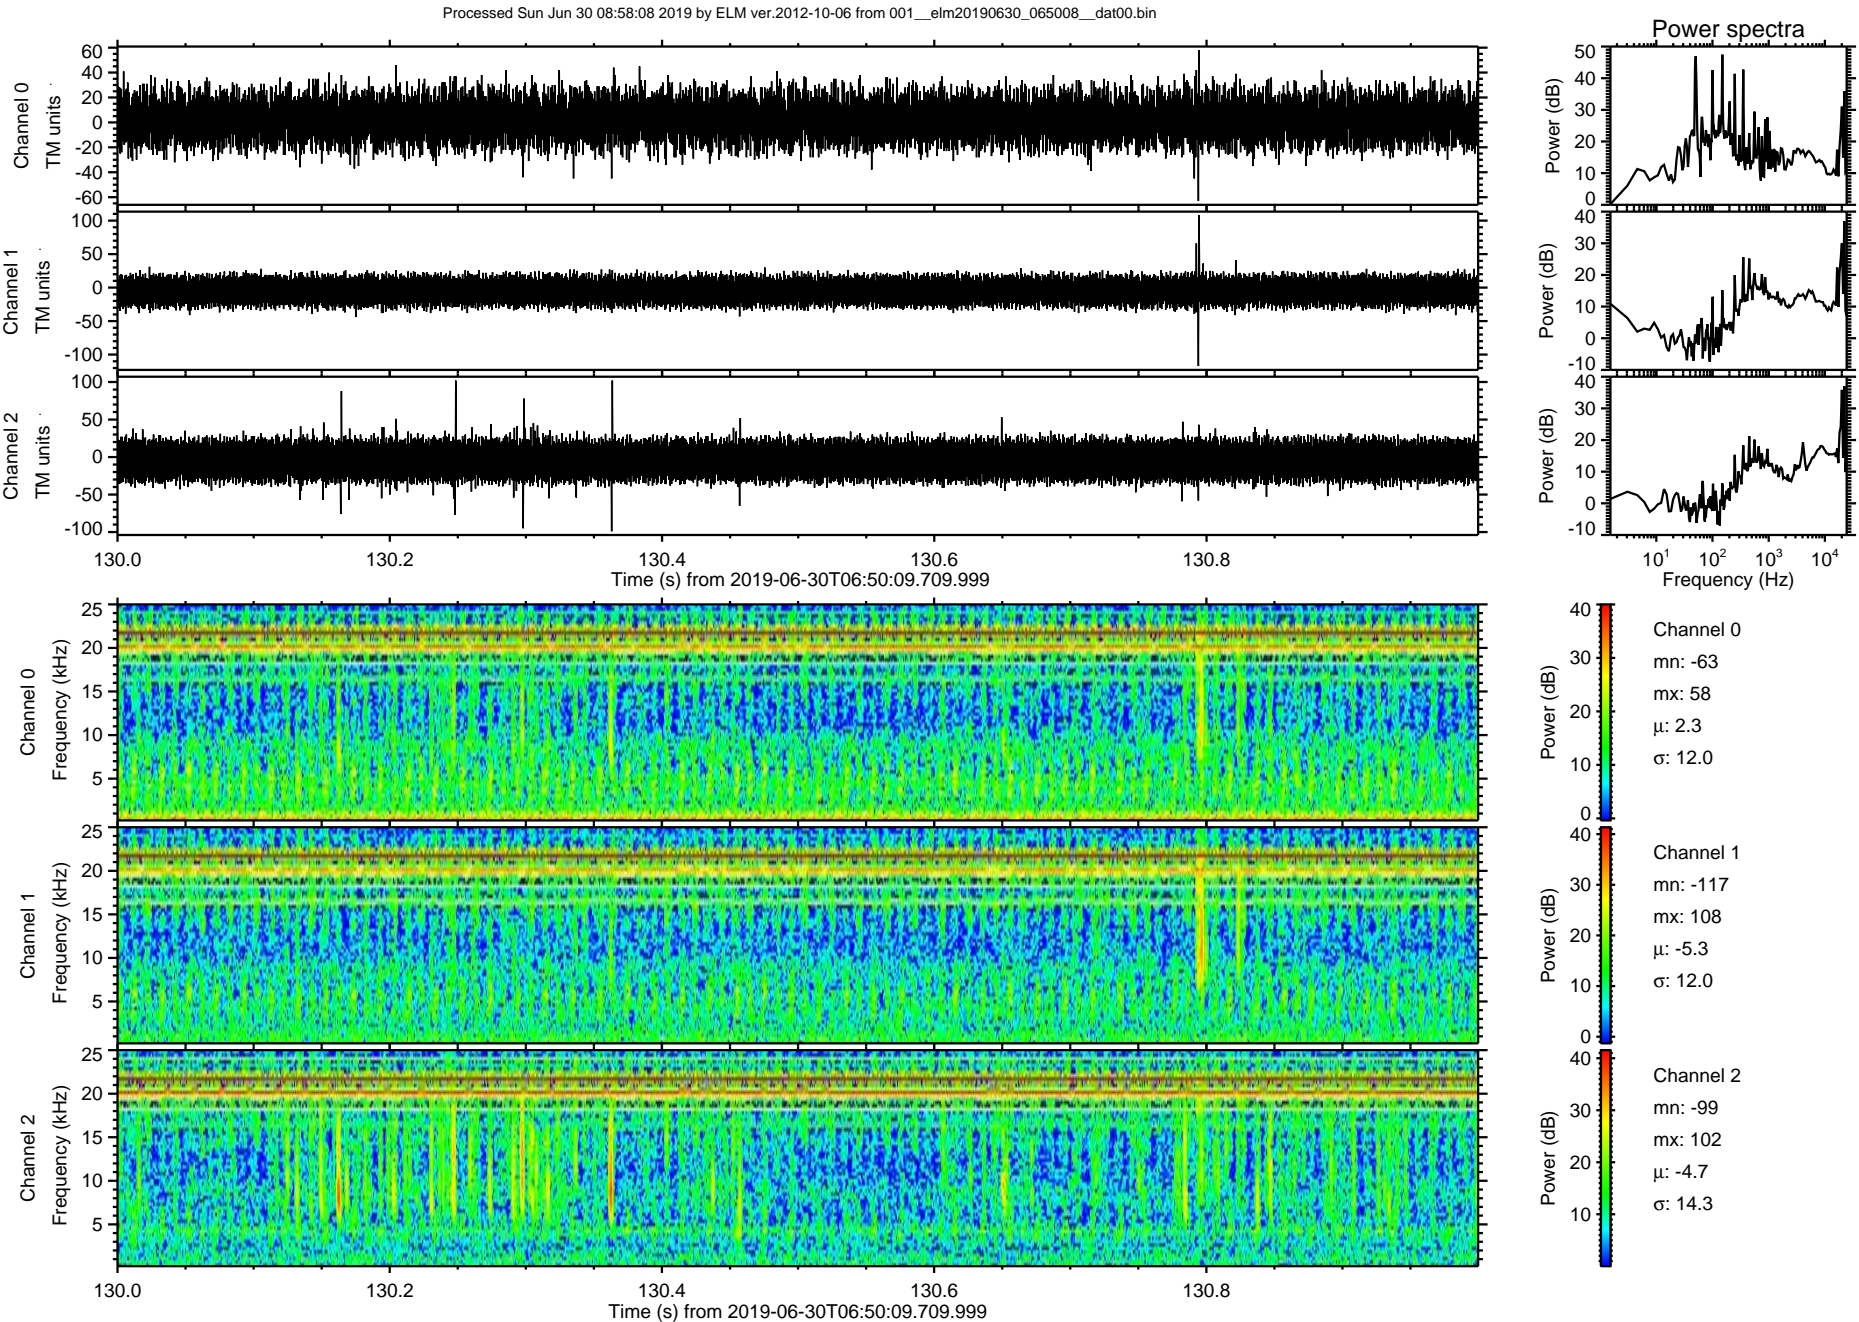 Processed Sun Jun 30 08:58:08 2019 by ELM ver.2012-10-06 from 001__elm20190630_065008__dat00.bin
Power spectra
Channel 0
TM units
60
40
20
0
-20
-40
-60
Power (dB)
50
40
30
20
10
0
Channel 1
TM units
100
50
0
-50
-100
Power (dB)
40
30
20
10
0
-10
Channel 2
TM units
100
50
0
-50
-100
Power (dB)
40
30
20
10
0
-10
130.0 130.2 130.4 130.6 130.8
Time (s) from 2019-06-30T06:50:09.709.999
10^1 10^2 10^3 10^4
Frequency (Hz)
Channel 0
Frequency (kHz)
25
20
15
10
5
Power (dB)
40
30
20
10
0
Channel 0
mn: -63
mx: 58
μ: 2.3
σ: 12.0
Channel 1
Frequency (kHz)
25
20
15
10
5
Power (dB)
40
30
20
10
0
Channel 1
mn: -117
mx: 108
μ: -5.3
σ: 12.0
Channel 2
Frequency (kHz)
25
20
15
10
5
Power (dB)
40
30
20
10
Channel 2
mn: -99
mx: 102
μ: -4.7
σ: 14.3
130.0 130.2 130.4 130.6 130.8
Time (s) from 2019-06-30T06:50:09.709.999